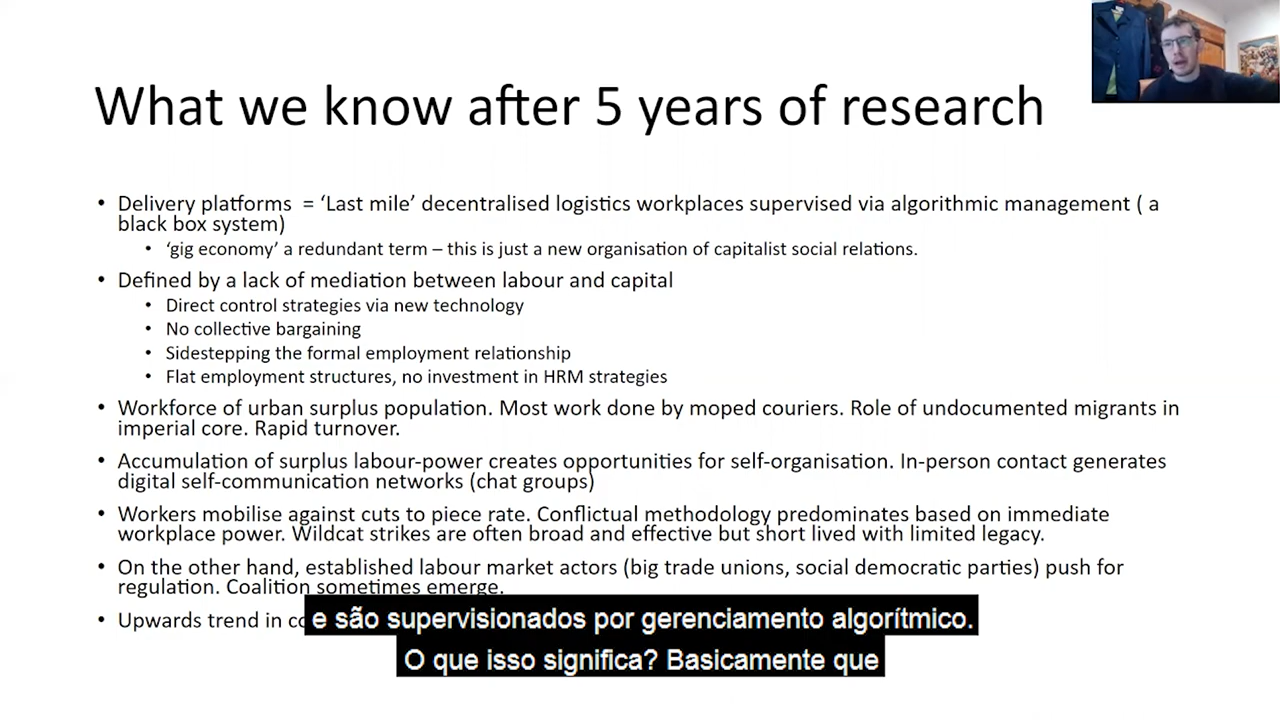 What we know after 5 years of research
• Delivery platforms = ‘Last mile’ decentralised logistics workplaces supervised via algorithmic management ( a
black box system)
• ‘gig economy’ a redundant term – this is just a new organisation of capitalist social relations.
• Defined by a lack of mediation between labour and capital
• Direct control strategies via new technology
• No collective bargaining
• Sidestepping the formal employment relationship
• Flat employment structures, no investment in HRM strategies
• Workforce of urban surplus population. Most work done by moped couriers. Role of undocumented migrants in
imperial core. Rapid turnover.
• Accumulation of surplus labour-power creates opportunities for self-organisation. In-person contact generates
digital self-communication networks (chat groups)
• Workers mobilise against cuts to piece rate. Conflictual methodology predominates based on immediate
workplace power. Wildcat strikes are often broad and effective but short lived with limited legacy.
• On the other hand, established labour market actors (big trade unions, social democratic parties) push for
regulation. Coalition sometimes emerge.
• Upwards trend in
e são supervisionados por gerenciamento algorítmico.
O que isso significa? Basicamente que